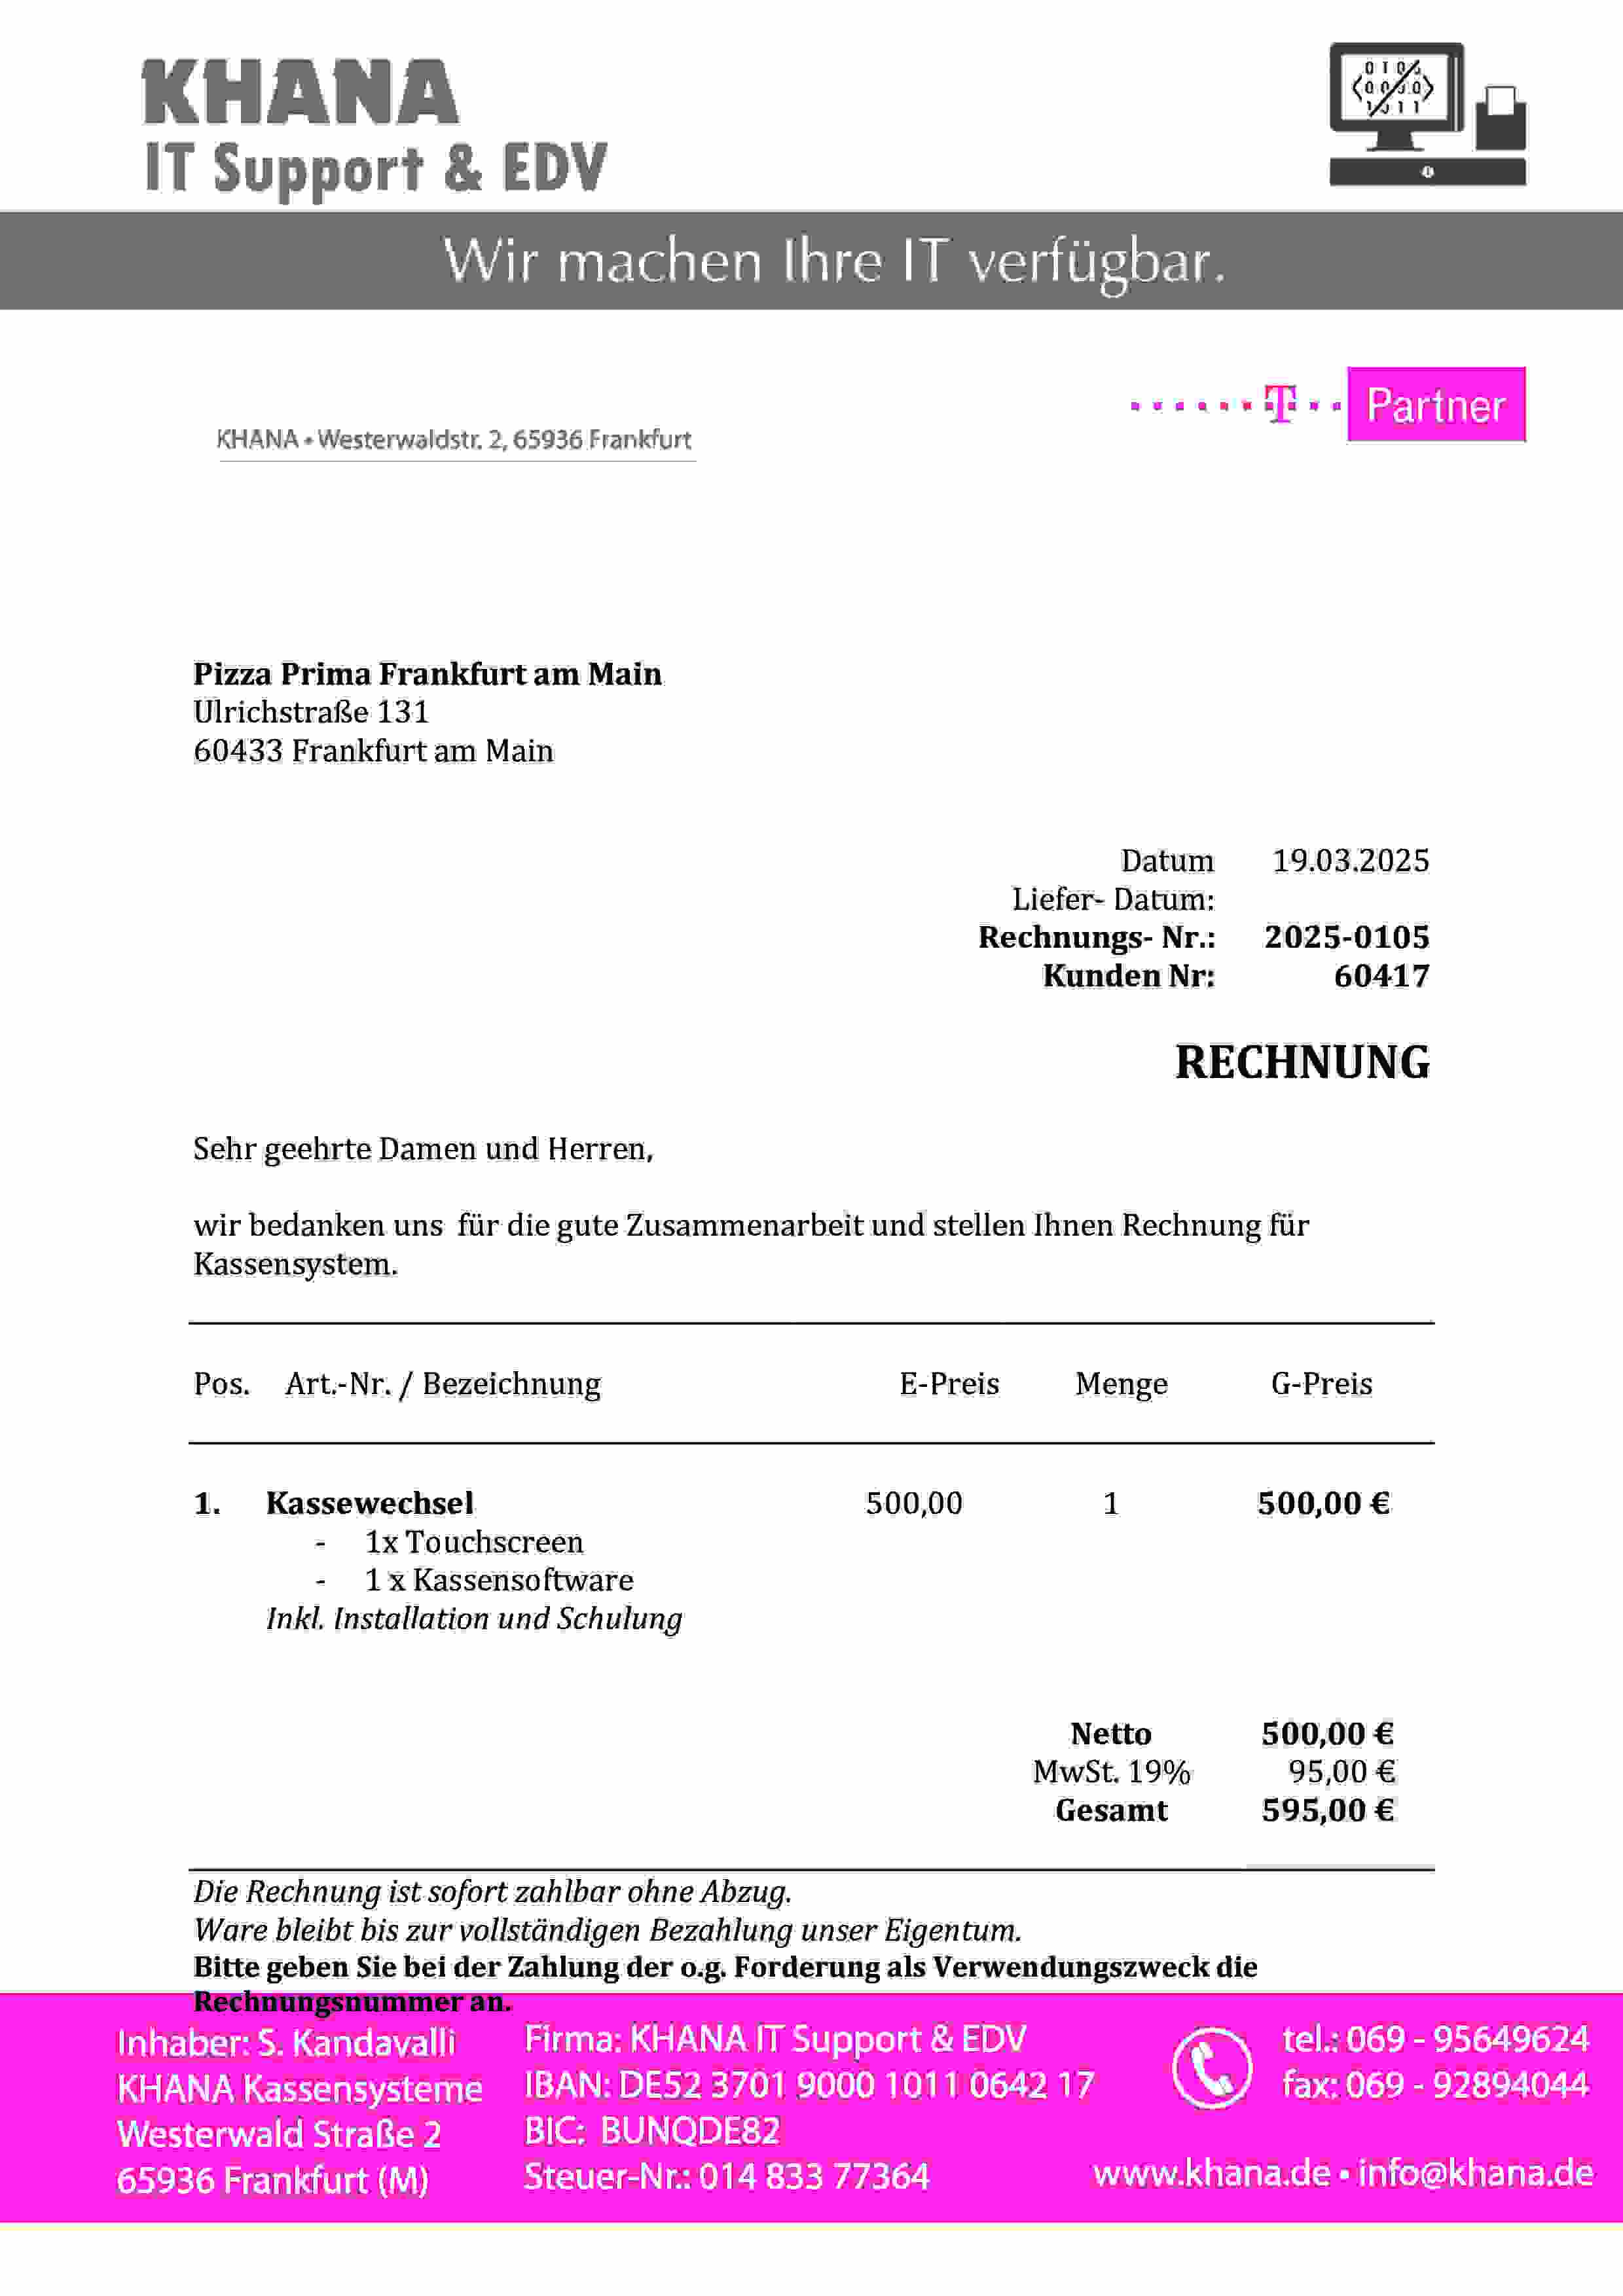 KHANA
IT Support & EDV
Wir machen Ihre IT verfügbar.
T Partner
KHANA • Westerwaldstr. 2, 65936 Frankfurt
Pizza Prima Frankfurt am Main
Ulrichstraße 131
60433 Frankfurt am Main
Datum 19.03.2025
Liefer- Datum:
Rechnungs- Nr.: 2025-0105
Kunden Nr: 60417
RECHNUNG
Sehr geehrte Damen und Herren,
wir bedanken uns für die gute Zusammenarbeit und stellen Ihnen Rechnung für
Kassensystem.
Pos. Art.-Nr. / Bezeichnung E-Preis Menge G-Preis
1. Kassewechsel 500,00 1 500,00 €
- 1x Touchscreen
- 1 x Kassensoftware
Inkl. Installation und Schulung
Netto 500,00 €
MwSt. 19% 95,00 €
Gesamt 595,00 €
Die Rechnung ist sofort zahlbar ohne Abzug.
Ware bleibt bis zur vollständigen Bezahlung unser Eigentum.
Bitte geben Sie bei der Zahlung der o.g. Forderung als Verwendungszweck die
Rechnungsnummer an.
Inhaber: S. Kandavalli
KHANA Kassensysteme
Westerwald Straße 2
65936 Frankfurt (M)
Firma: KHANA IT Support & EDV
IBAN: DE52 3701 9000 1011 0642 17
BIC: BUNQDE82
Steuer-Nr.: 014 833 77364
tel.: 069 - 95649624
fax: 069 - 92894044
www.khana.de • info@khana.de